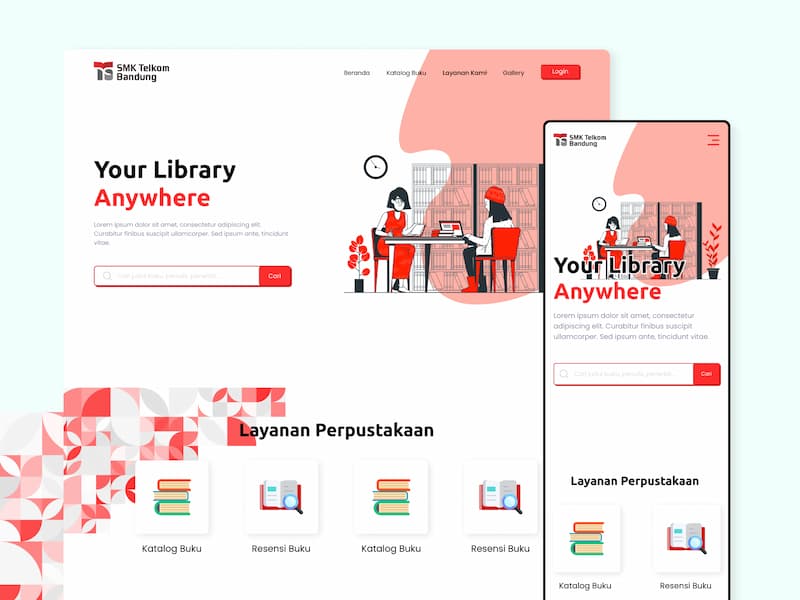 SMK Telkom
Bandung
Beranda
Katalog Buku
Layanan Kami
Gallery
Login
Your Library
Anywhere
Lorem ipsum dolor sit amet, consectetur adipiscing elit.
Curabitur finibus suscipit ullamcorper. Sed ipsum ante, tincidunt
vitae.
Cari judul buku, penulis, penerbit...
Cari
Layanan Perpustakaan
Katalog Buku
Resensi Buku
Katalog Buku
Resensi Buku
SMK Telkom
Bandung
Your Library
Anywhere
Lorem ipsum dolor sit amet, consectetur
adipiscing elit. Curabitur finibus suscipit
ullamcorper. Sed ipsum ante, tincidunt vitae.
Cari judul buku, penulis, penerbit...
Cari
Layanan Perpustakaan
Katalog Buku
Resensi Buku